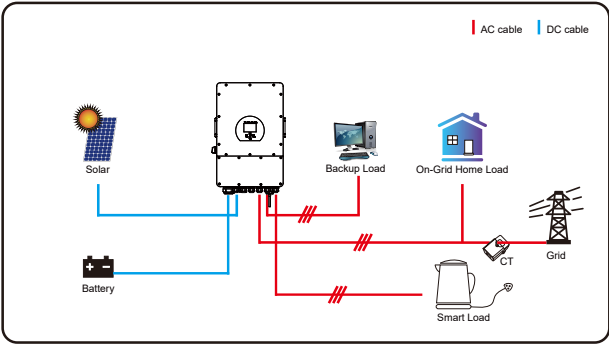 AC cable
DC cable
Solar
Backup Load
On-Grid Home Load
CT
Grid
Battery
Smart Load